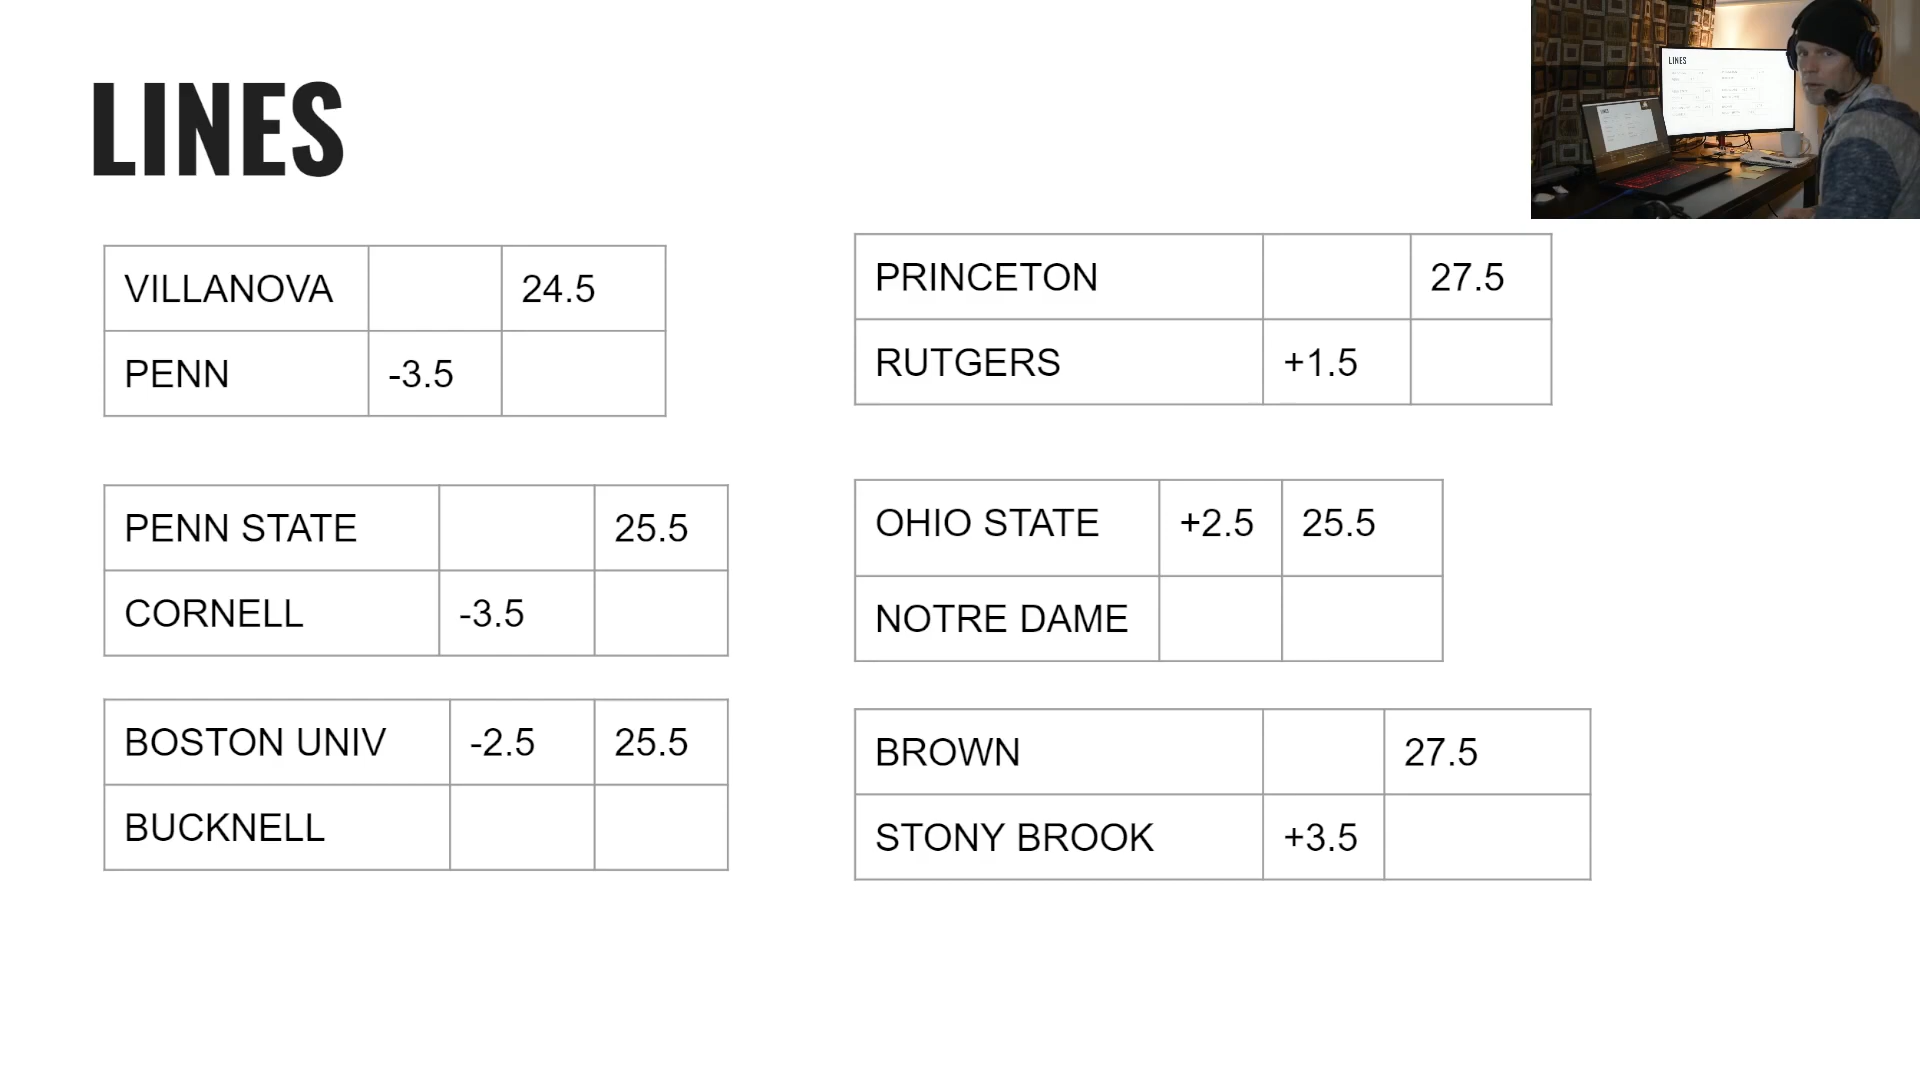 LINES
VILLANOVA 24.5
PENN -3.5
PENN STATE 25.5
CORNELL -3.5
BOSTON UNIV -2.5 25.5
BUCKNELL
PRINCETON 27.5
RUTGERS +1.5
OHIO STATE +2.5 25.5
NOTRE DAME
BROWN 27.5
STONY BROOK +3.5
LINES